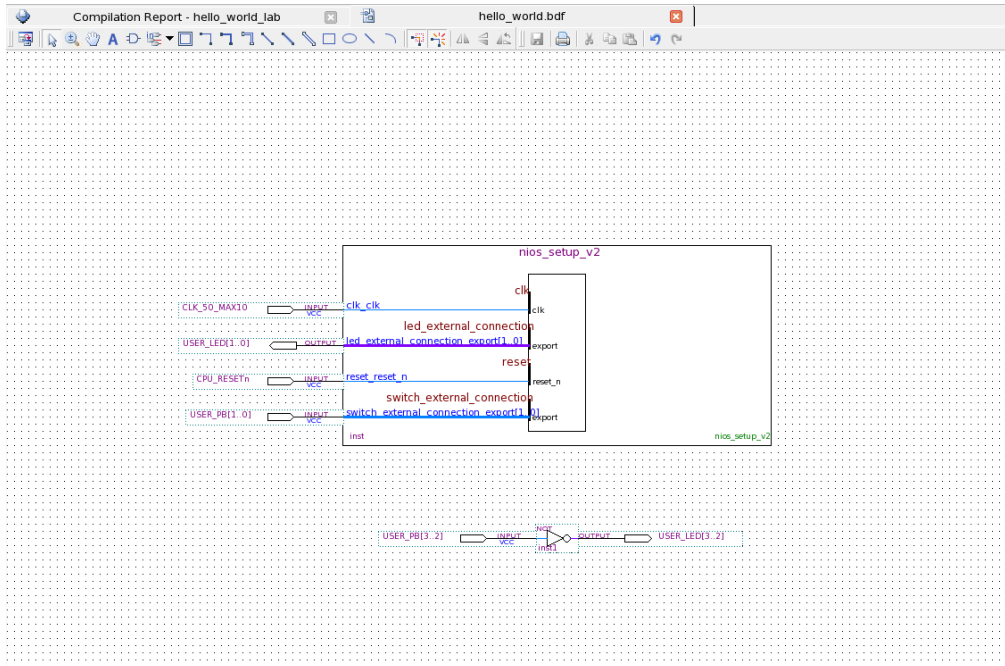 Compilation Report - hello_world_lab
hello_world.bdf
nios_setup_v2
clk
CLK_50_MAX10 INPUT VCC clk_clk clk
led_external_connection
USER_LED[1..0] OUTPUT led_external_connection_export[1..0] export
reset
CPU_RESETn INPUT VCC reset_reset_n reset_n
switch_external_connection
USER_PB[1..0] INPUT VCC switch_external_connection_export[1..0] export
inst nios_setup_v2
NOT
USER_PB[3..2] INPUT VCC OUTPUT USER_LED[3..2]
inst1